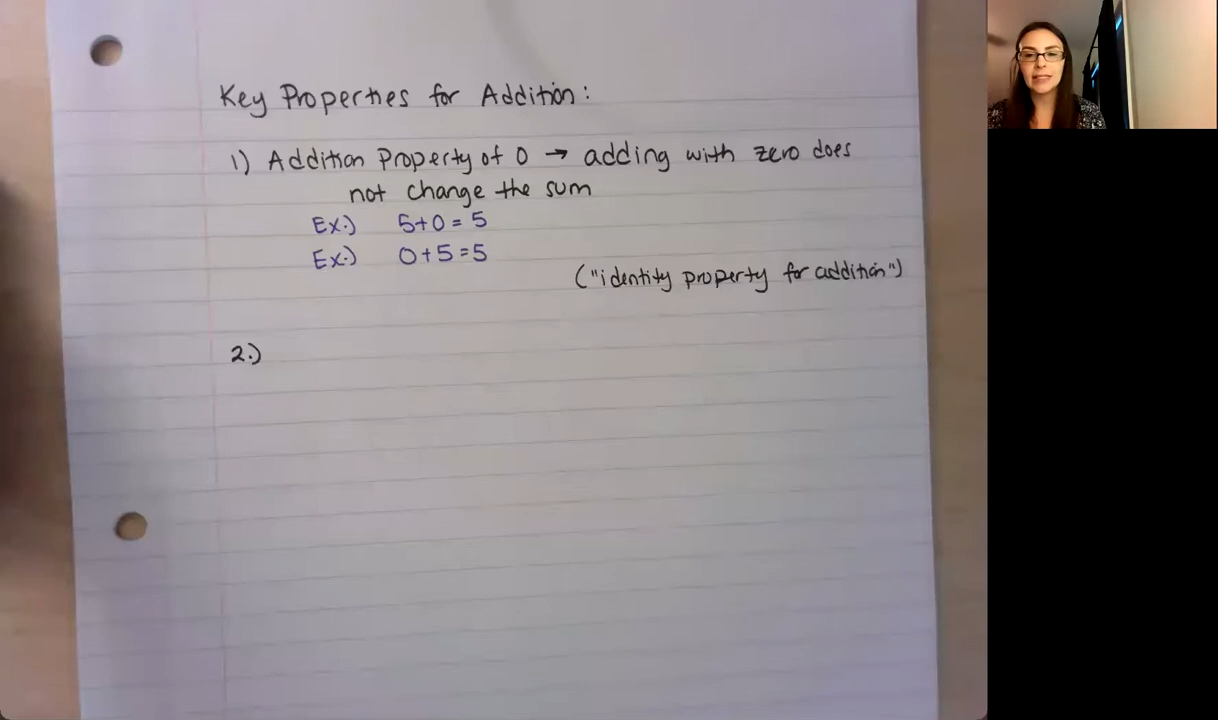 Key Properties for Addition:
1) Addition Property of 0 → adding with zero does
not change the sum
Ex.) 5+0=5
Ex.) 0+5=5
("identity property for addition")
2.)